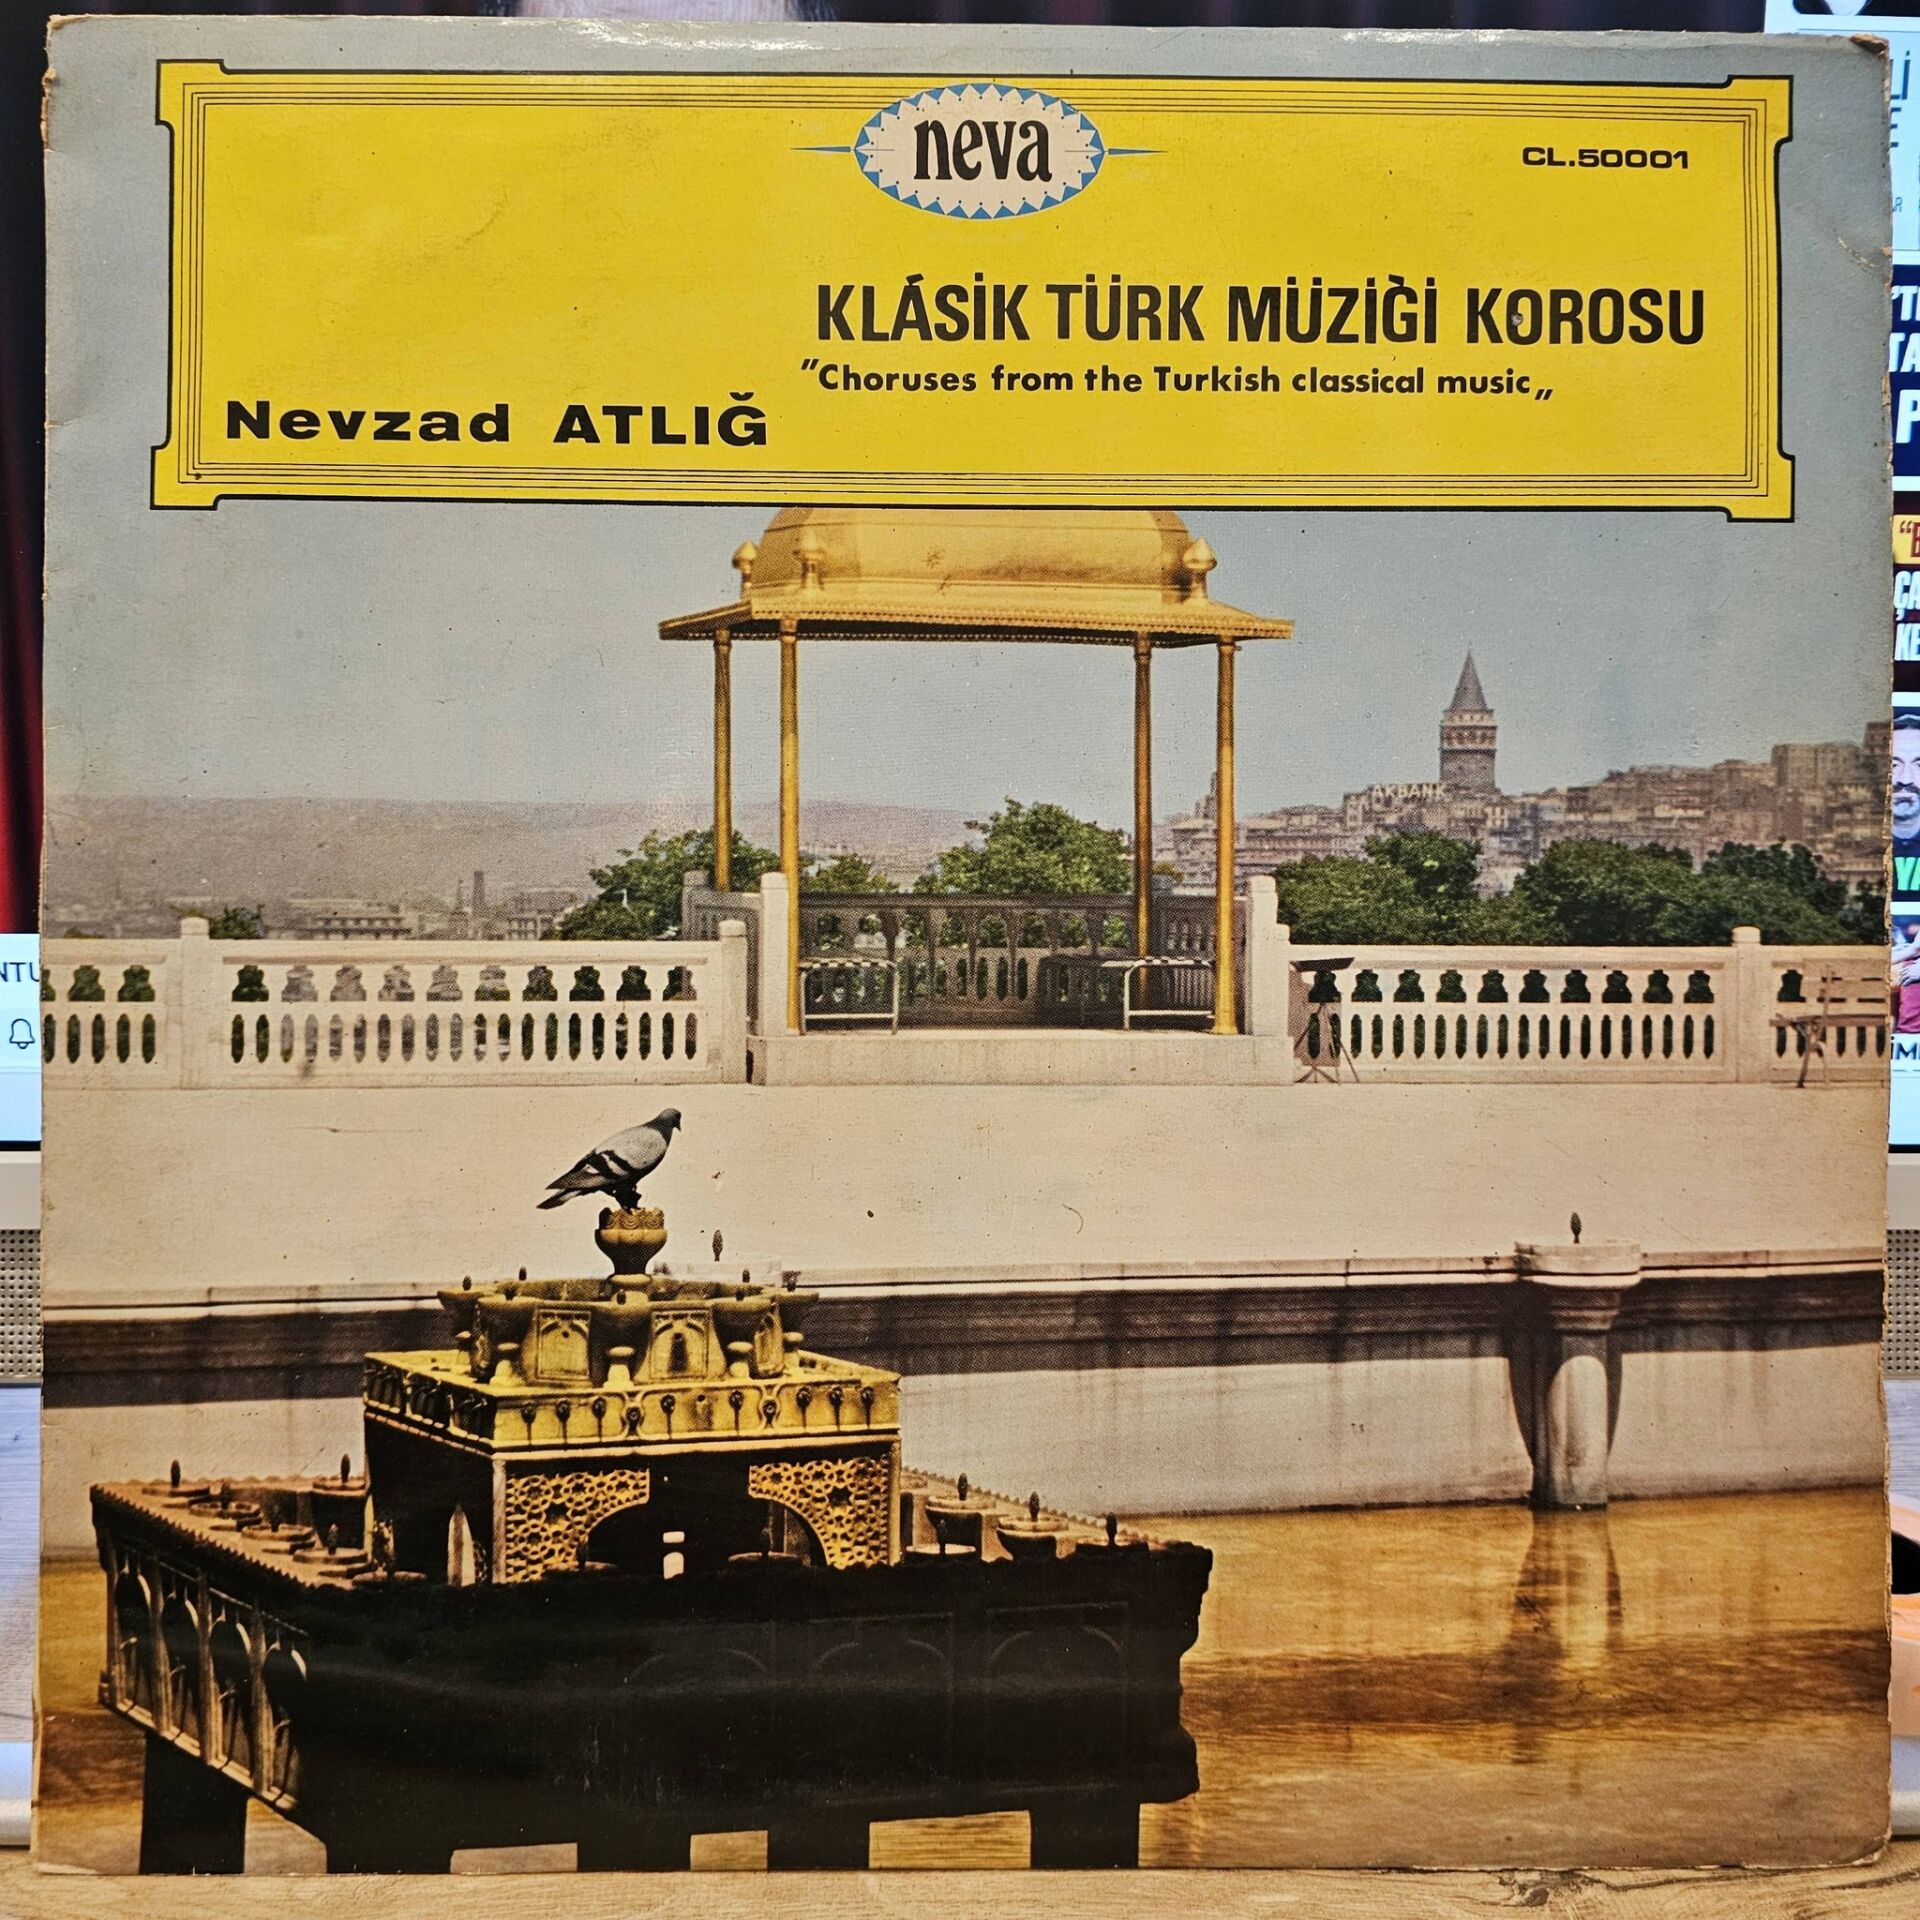 neva
CL.50001
KLÁSİK TÜRK MÜZİĞİ KOROSU
"Choruses from the Turkish classical music„
Nevzad ATLIĞ
AKBANK